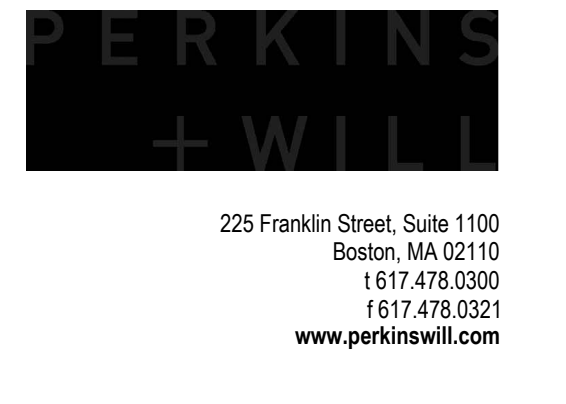 PERKINS
+ WILL
225 Franklin Street, Suite 1100
Boston, MA 02110
t 617.478.0300
f 617.478.0321
www.perkinswill.com